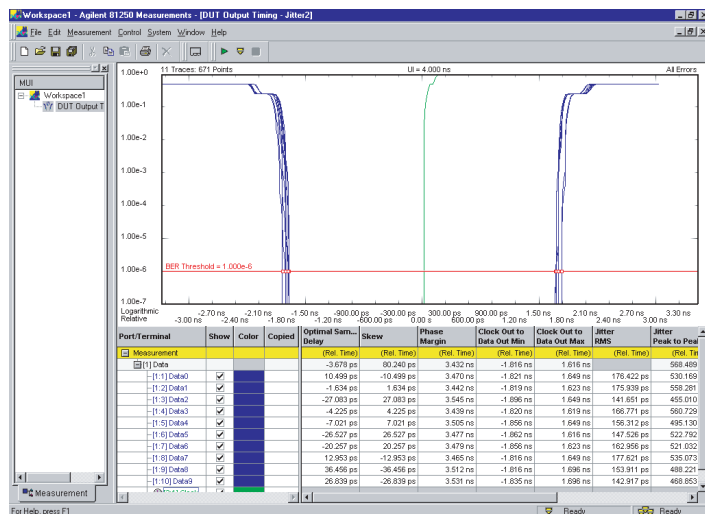 Workspace1 - Agilent 81250 Measurements - [DUT Output Timing - Jitter2]
File Edit Measurement Control System Window Help
MUI
Workspace1
DUT Output T
Measurement
11 Traces: 671 Points UI = 4.000 ns All Errors
1.00e+0
1.00e-1
1.00e-2
1.00e-3
1.00e-4
1.00e-5
BER Threshold = 1.000e-6
1.00e-6
1.00e-7
Logarithmic -2.70 ns -2.10 ns -1.50 ns -900.00 ps -300.00 ps 300.00 ps 900.00 ps 1.50 ns 2.10 ns 2.70 ns 3.30 ns
Relative -3.00 ns -2.40 ns -1.80 ns -1.20 ns -600.00 ps 0.00 s 600.00 ps 1.20 ns 1.80 ns 2.40 ns 3.00 ns
Port/Terminal Show Color Copied Optimal Sam... Delay Skew Phase Margin Clock Out to Data Out Min Clock Out to Data Out Max Jitter RMS Jitter Peak to Peak
Measurement (Rel. Time) (Rel. Time) (Rel. Time) (Rel. Time) (Rel. Time) (Rel. Time) (Rel. Tin
[1] Data -3.678 ps 80.240 ps 3.432 ns -1.816 ns 1.616 ns 568.489
[1:1] Data0 10.499 ps -10.499 ps 3.470 ns -1.821 ns 1.649 ns 176.422 ps 530.169
[1:2] Data1 -1.634 ps 1.634 ps 3.442 ns -1.819 ns 1.623 ns 175.939 ps 558.281
[1:3] Data2 -27.083 ps 27.083 ps 3.545 ns -1.896 ns 1.649 ns 141.651 ps 455.010
[1:4] Data3 -4.225 ps 4.225 ps 3.439 ns -1.820 ns 1.619 ns 166.771 ps 560.729
[1:5] Data4 -7.021 ps 7.021 ps 3.505 ns -1.856 ns 1.649 ns 156.312 ps 495.130
[1:6] Data5 -26.527 ps 26.527 ps 3.477 ns -1.862 ns 1.616 ns 147.526 ps 522.792
[1:7] Data6 -20.257 ps 20.257 ps 3.479 ns -1.856 ns 1.623 ns 162.956 ps 521.032
[1:8] Data7 12.953 ps -12.953 ps 3.465 ns -1.816 ns 1.649 ns 177.621 ps 535.073
[1:9] Data8 36.456 ps -36.456 ps 3.512 ns -1.816 ns 1.696 ns 153.911 ps 488.221
[1:10] Data9 26.839 ps -26.839 ps 3.531 ns -1.835 ns 1.696 ns 142.917 ps 468.853
For Help, press F1 Ready Ready